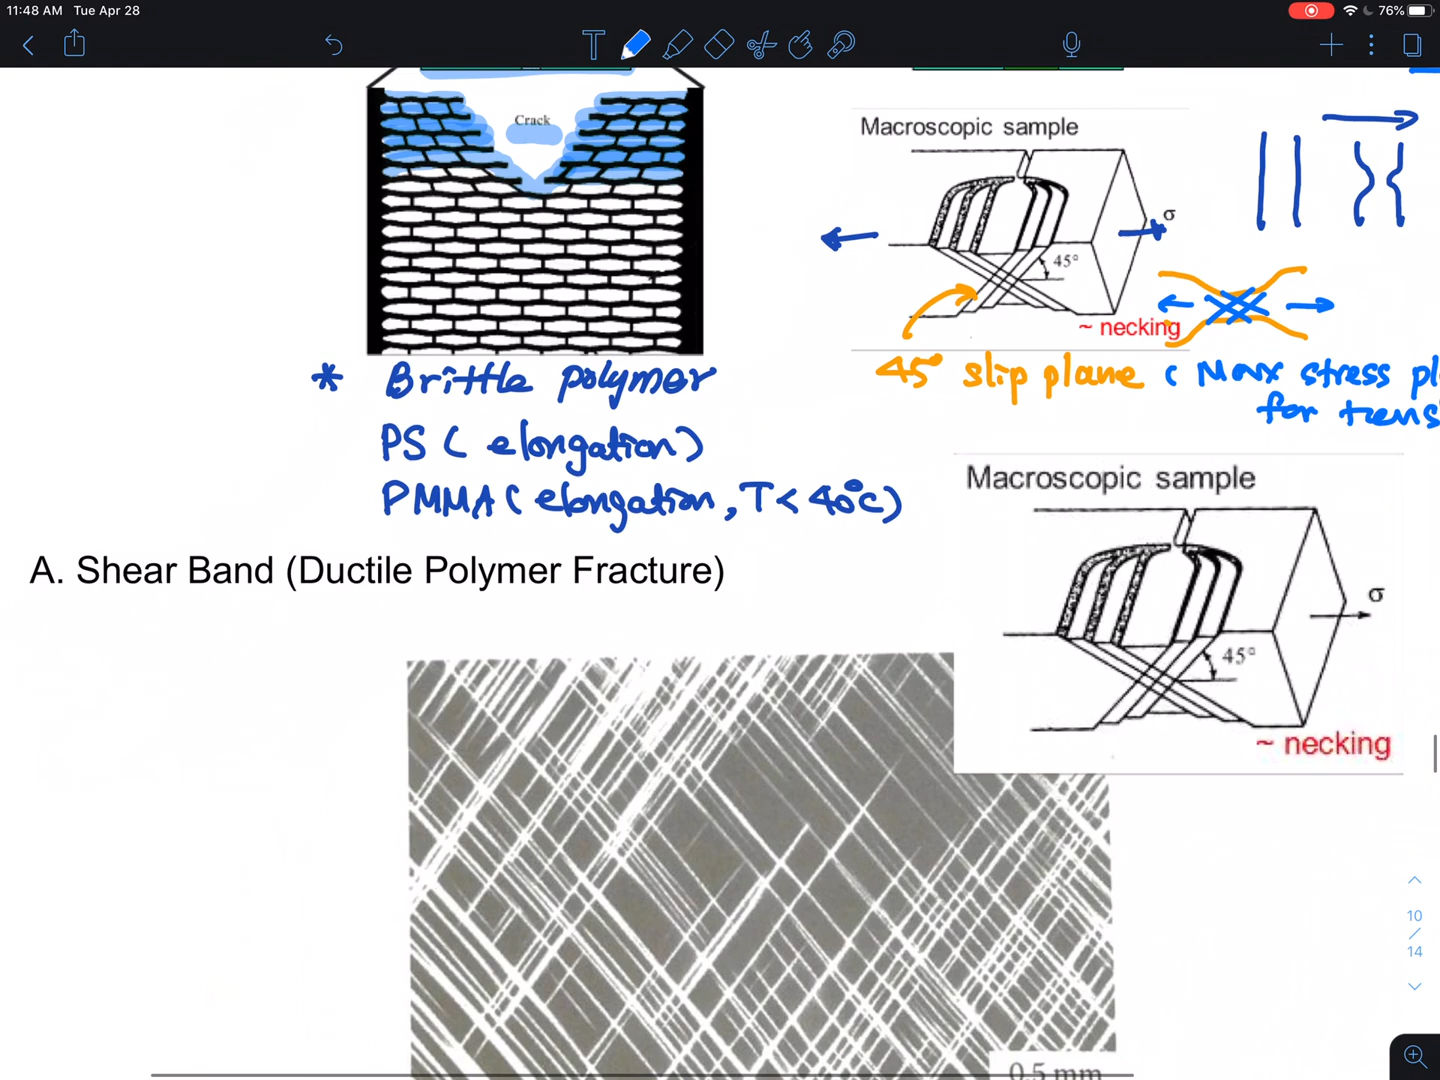 11:48 AM Tue Apr 28
76%
Crack
Macroscopic sample
σ
45°
~ necking
* Brittle polymer
45° slip plane ( Max stress pl
for tens
PS ( elongation)
PMMA ( elongation, T < 40°C)
Macroscopic sample
σ
45°
~ necking
A. Shear Band (Ductile Polymer Fracture)
10
/
14
0.5 mm